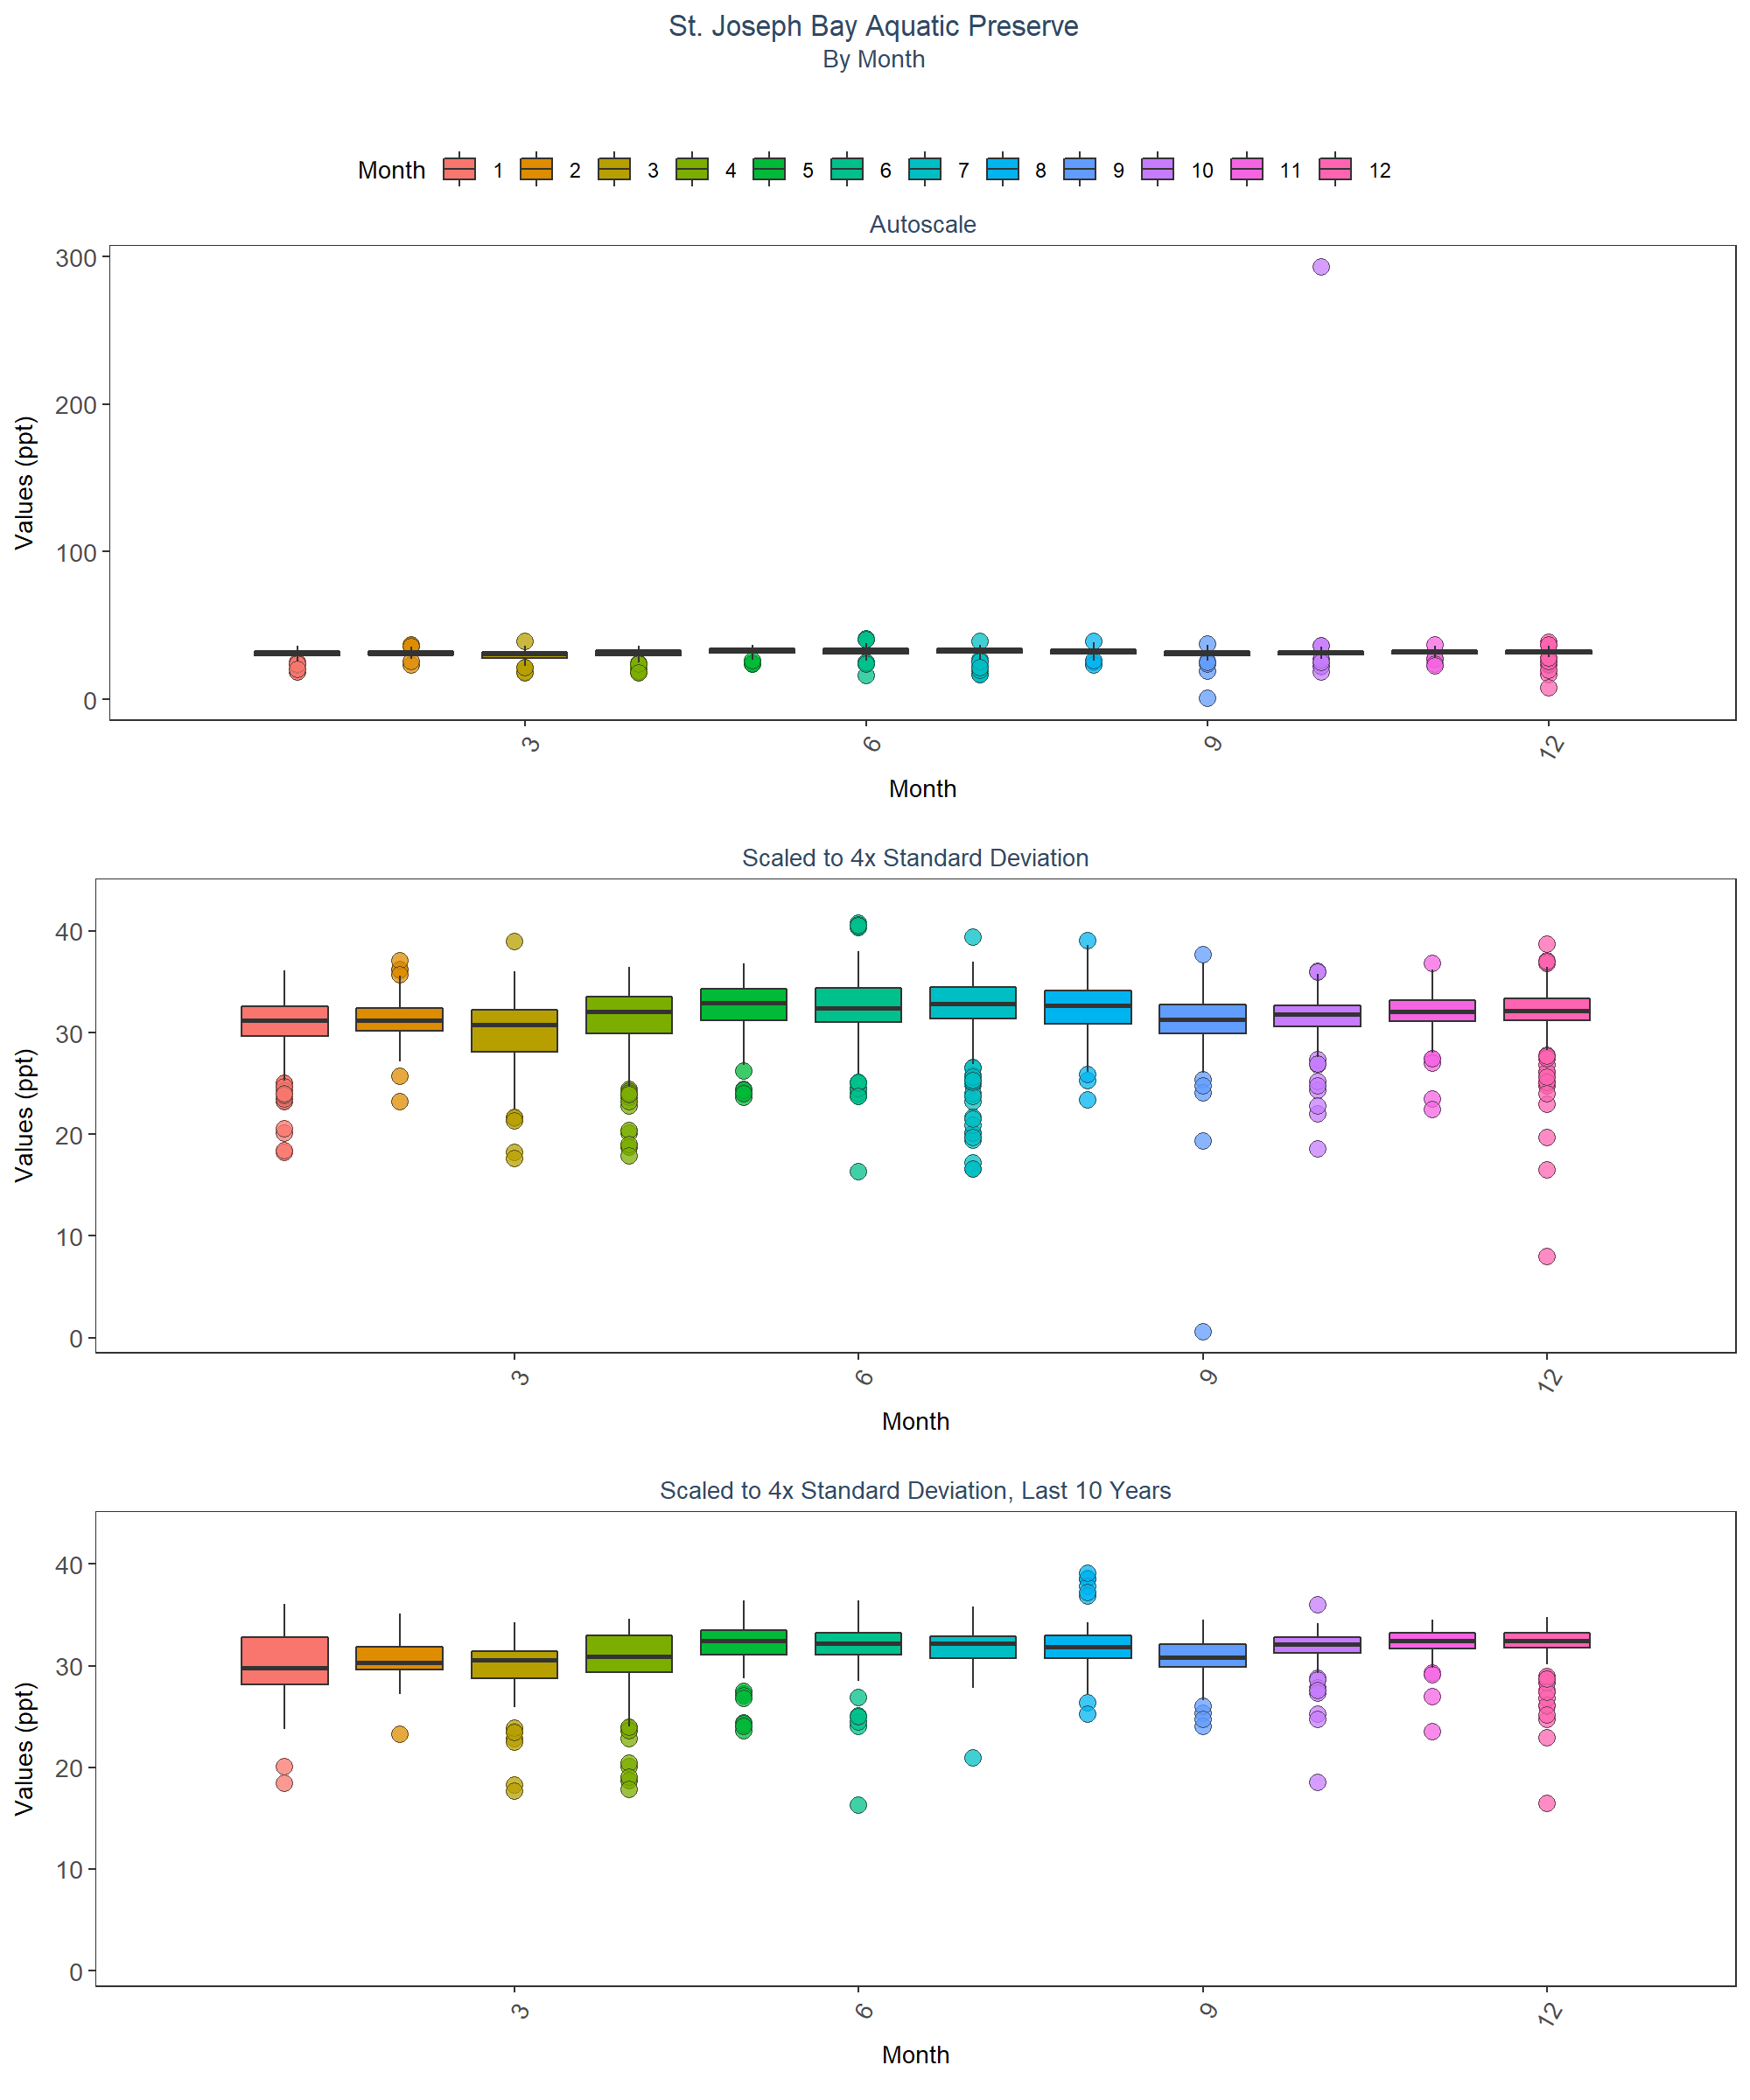 St. Joseph Bay Aquatic Preserve
By Month
Month 1 2 3 4 5 6 7 8 9 10 11 12
Autoscale
Values (ppt)
300
200
100
0
3 6 9 12
Month
Scaled to 4x Standard Deviation
Values (ppt)
40
30
20
10
0
3 6 9 12
Month
Scaled to 4x Standard Deviation, Last 10 Years
Values (ppt)
40
30
20
10
0
3 6 9 12
Month